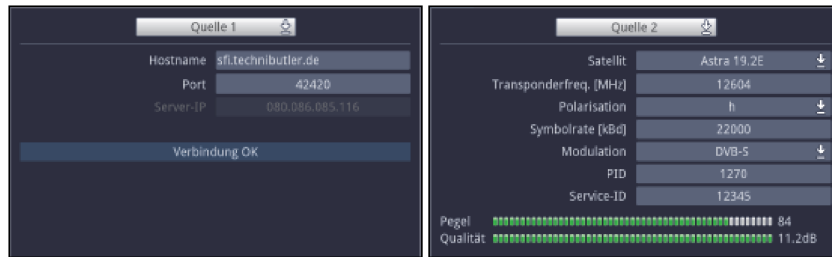 Quelle 1
Hostname sfi.technibutler.de
Port 42420
Server-IP 080.086.085.116
Verbindung OK
Quelle 2
Satellit Astra 19.2E
Transponderfreq. [MHz] 12604
Polarisation h
Symbolrate [kBd] 22000
Modulation DVB-S
PID 1270
Service-ID 12345
Pegel 84
Qualität 11.2dB